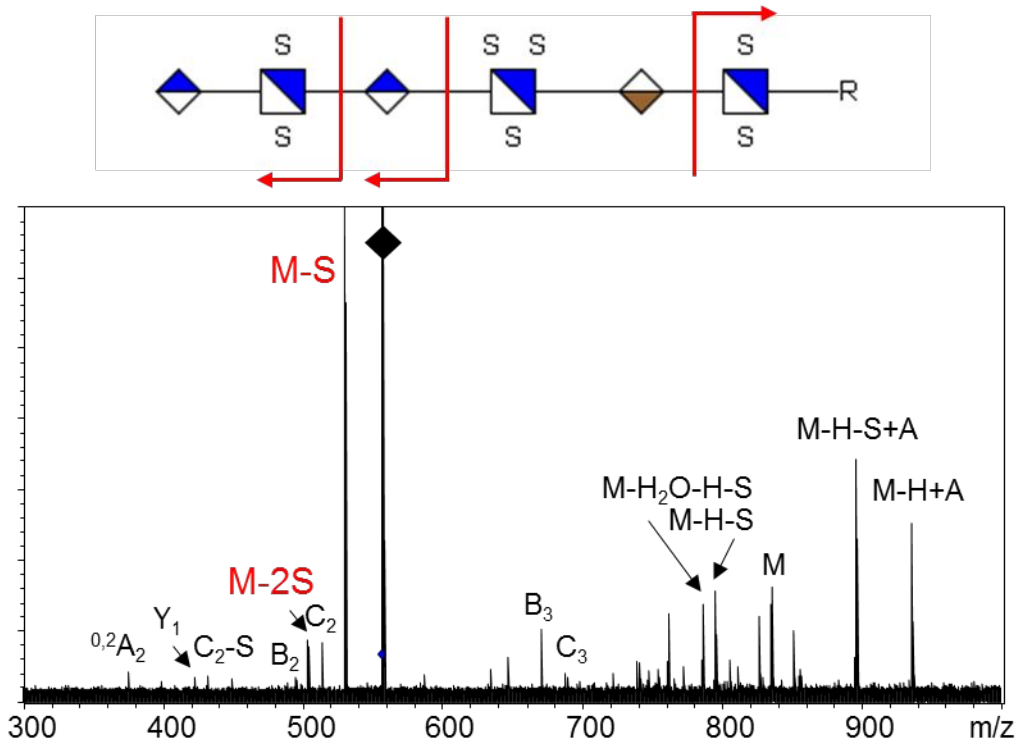 S S S S
R
S S S
M-S
M-H-S+A
M-H+A
M-H₂O-H-S
M-H-S
M
M-2S
B₃
C₃
C₂
Y₁
⁰,²A₂
C₂-S
B₂
300 400 500 600 700 800 900 m/z